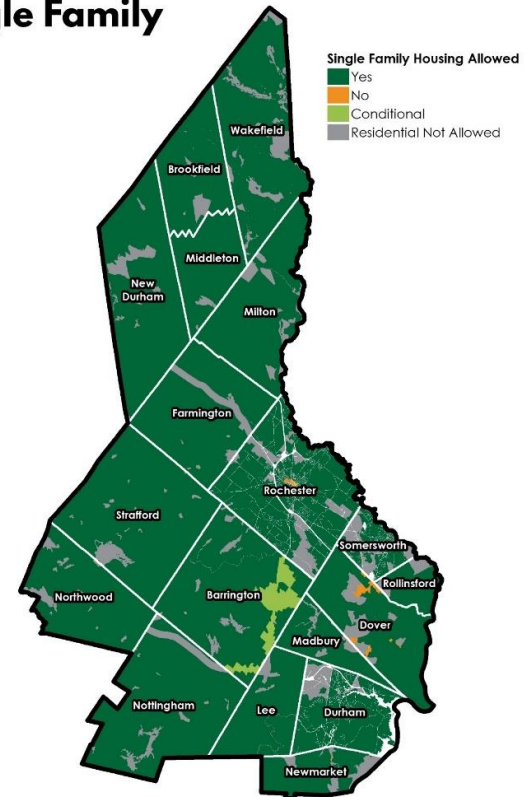 le Family
Single Family Housing Allowed
Yes
No
Conditional
Residential Not Allowed
Wakefield
Brookfield
Middleton
New
Durham
Milton
Farmington
Rochester
Strafford
Somersworth
Rollinsford
Northwood
Barrington
Dover
Madbury
Nottingham
Lee
Durham
Newmarket